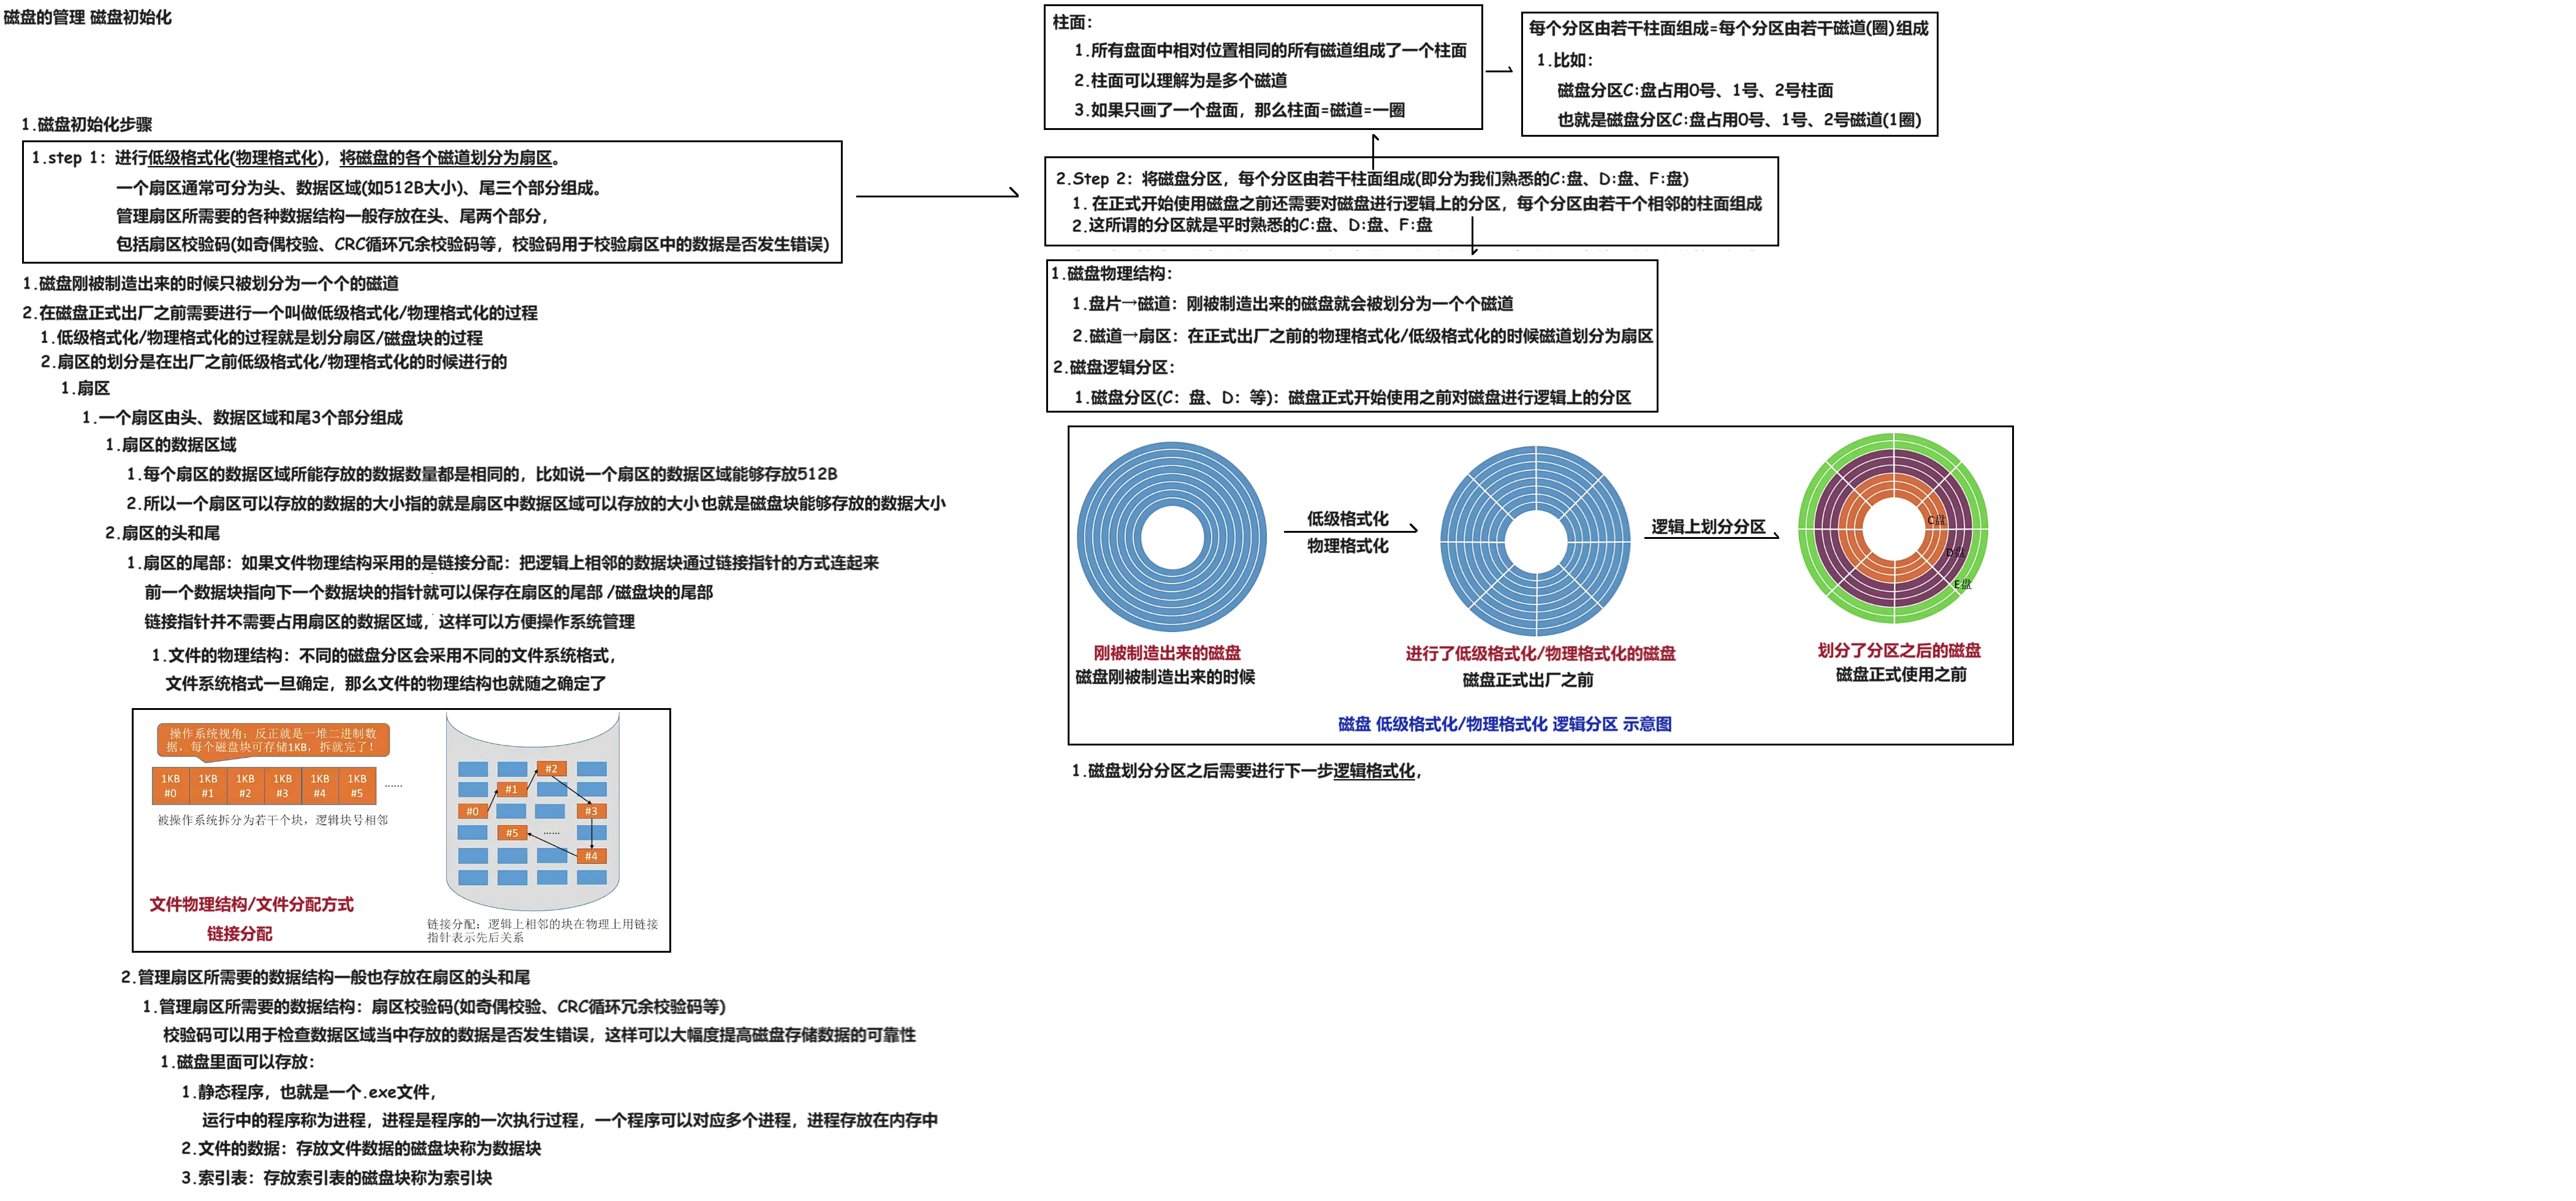 磁盘的管理 磁盘初始化
1.磁盘初始化步骤
1.step 1：进行低级格式化(物理格式化)，将磁盘的各个磁道划分为扇区。
一个扇区通常可分为头、数据区域(如512B大小)、尾三个部分组成。
管理扇区所需要的各种数据结构一般存放在头、尾两个部分，
包括扇区校验码(如奇偶校验、CRC循环冗余校验码等，校验码用于校验扇区中的数据是否发生错误)
1.磁盘刚被制造出来的时候只被划分为一个个的磁道
2.在磁盘正式出厂之前需要进行一个叫做低级格式化/物理格式化的过程
1.低级格式化/物理格式化的过程就是划分扇区/磁盘块的过程
2.扇区的划分是在出厂之前低级格式化/物理格式化的时候进行的
1.扇区
1.一个扇区由头、数据区域和尾3个部分组成
1.扇区的数据区域
1.每个扇区的数据区域所能存放的数据数量都是相同的，比如说一个扇区的数据区域能够存放512B
2.所以一个扇区可以存放的数据的大小指的就是扇区中数据区域可以存放的大小也就是磁盘块能够存放的数据大小
2.扇区的头和尾
1.扇区的尾部：如果文件物理结构采用的是链接分配：把逻辑上相邻的数据块通过链接指针的方式连起来
前一个数据块指向下一个数据块的指针就可以保存在扇区的尾部 /磁盘块的尾部
链接指针并不需要占用扇区的数据区域，这样可以方便操作系统管理
1.文件的物理结构：不同的磁盘分区会采用不同的文件系统格式，
文件系统格式一旦确定，那么文件的物理结构也就随之确定了
操作系统视角：反正就是一堆二进制数
据，每个磁盘块可存储1KB，拆就完了！
1KB 1KB 1KB 1KB 1KB 1KB
#0 #1 #2 #3 #4 #5 ……
被操作系统拆分为若干个块，逻辑块号相邻
文件物理结构/文件分配方式
链接分配
#2
#1
#0 #3
#5 ……
#4
链接分配：逻辑上相邻的块在物理上用链接
指针表示先后关系
2.管理扇区所需要的数据结构一般也存放在扇区的头和尾
1.管理扇区所需要的数据结构：扇区校验码(如奇偶校验、CRC循环冗余校验码等)
校验码可以用于检查数据区域当中存放的数据是否发生错误，这样可以大幅度提高磁盘存储数据的可靠性
1.磁盘里面可以存放：
1.静态程序，也就是一个.exe文件，
运行中的程序称为进程，进程是程序的一次执行过程，一个程序可以对应多个进程，进程存放在内存中
2.文件的数据：存放文件数据的磁盘块称为数据块
3.索引表：存放索引表的磁盘块称为索引块
柱面：
1.所有盘面中相对位置相同的所有磁道组成了一个柱面
2.柱面可以理解为是多个磁道
3.如果只画了一个盘面，那么柱面=磁道=一圈
每个分区由若干柱面组成=每个分区由若干磁道(圈)组成
1.比如：
磁盘分区C:盘占用0号、1号、2号柱面
也就是磁盘分区C:盘占用0号、1号、2号磁道(1圈)
2.Step 2：将磁盘分区，每个分区由若干柱面组成(即分为我们熟悉的C:盘、D:盘、F:盘)
1. 在正式开始使用磁盘之前还需要对磁盘进行逻辑上的分区，每个分区由若干个相邻的柱面组成
2.这所谓的分区就是平时熟悉的C:盘、D:盘、F:盘
1.磁盘物理结构：
1.盘片→磁道：刚被制造出来的磁盘就会被划分为一个个磁道
2.磁道→扇区：在正式出厂之前的物理格式化/低级格式化的时候磁道划分为扇区
2.磁盘逻辑分区：
1.磁盘分区(C：盘、D：等)：磁盘正式开始使用之前对磁盘进行逻辑上的分区
低级格式化
物理格式化
逻辑上划分分区
C盘
D盘
E盘
刚被制造出来的磁盘
磁盘刚被制造出来的时候
进行了低级格式化/物理格式化的磁盘
磁盘正式出厂之前
划分了分区之后的磁盘
磁盘正式使用之前
磁盘 低级格式化/物理格式化 逻辑分区 示意图
1.磁盘划分分区之后需要进行下一步逻辑格式化，